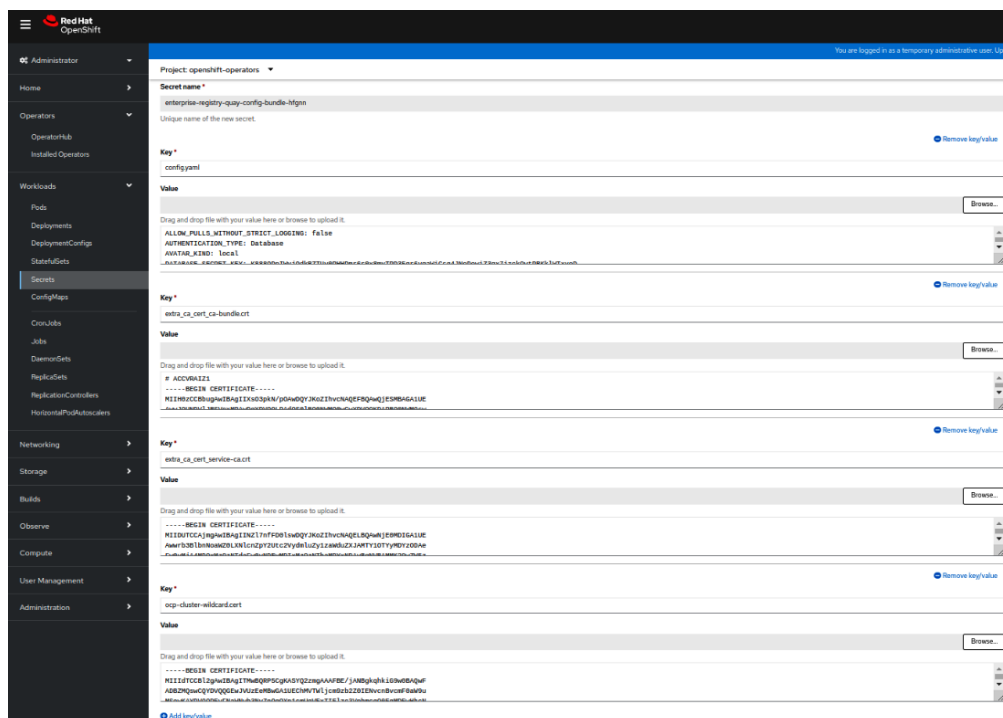 Red Hat
OpenShift
You are logged in as a temporary administrative user. Up
Administrator
Project: openshift-operators
Home
Operators
OperatorHub
Installed Operators
Workloads
Pods
Deployments
DeploymentConfigs
StatefulSets
Secrets
ConfigMaps
CronJobs
Jobs
DaemonSets
ReplicaSets
ReplicationControllers
HorizontalPodAutoscalers
Networking
Storage
Builds
Observe
Compute
User Management
Administration
Secret name *
enterprise-registry-quay-config-bundle-hfgnn
Unique name of the new secret.
Remove key/value
Key *
config.yaml
Value
Browse...
Drag and drop file with your value here or browse to upload it.
ALLOW_PULLS_WITHOUT_STRICT_LOGGING: false
AUTHENTICATION_TYPE: Database
AVATAR_KIND: local
Remove key/value
Key *
extra_ca_cert_ca-bundle.crt
Value
Browse...
Drag and drop file with your value here or browse to upload it.
# ACCVRAIZ1
-----BEGIN CERTIFICATE-----
Remove key/value
Key *
extra_ca_cert_service-ca.crt
Value
Browse...
Drag and drop file with your value here or browse to upload it.
-----BEGIN CERTIFICATE-----
Remove key/value
Key *
ocp-cluster-wildcard.cert
Value
Browse...
Drag and drop file with your value here or browse to upload it.
-----BEGIN CERTIFICATE-----
Add key/value